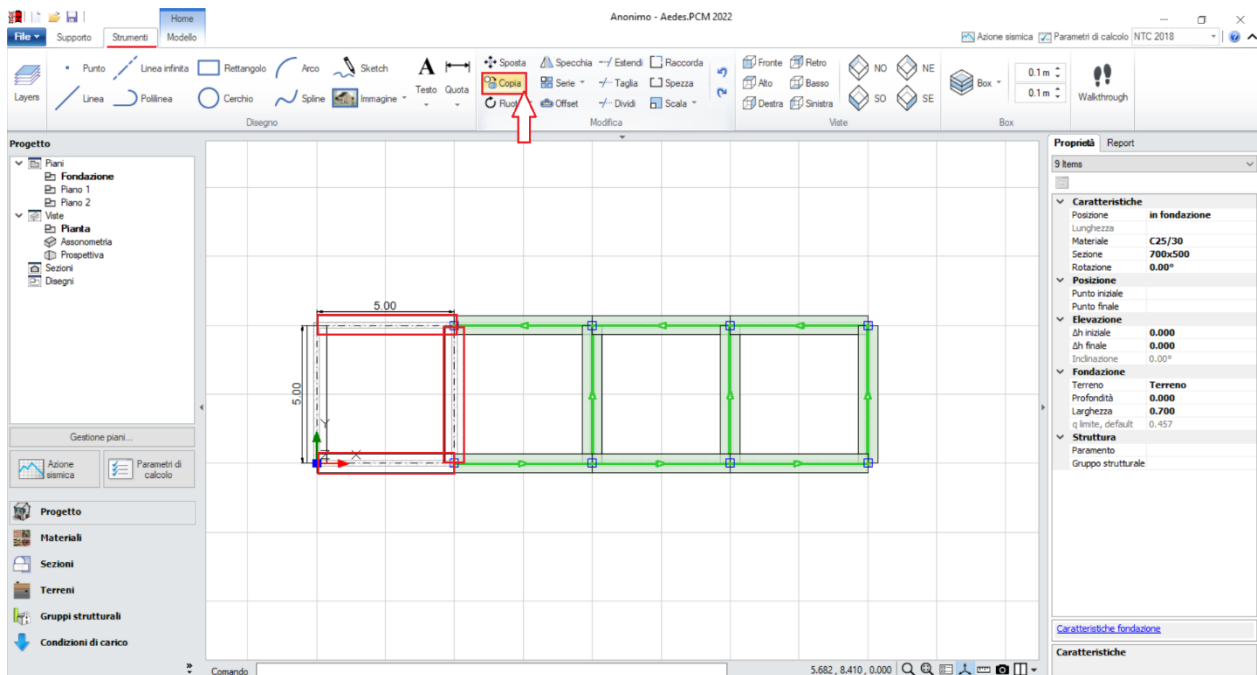 Home
Anonimo - Aedes.PCM 2022
File Supporto Strumenti Modello
Azione sismica Parametri di calcolo NTC 2018
Layers
Punto Linea infinita Rettangolo Arco Sketch
Linea Polilinea Cerchio Spline Immagine
Testo Quota
Disegno
Sposta Specchia Estendi Raccorda
Copia Serie Taglia Spezza
Offset Dividi Scala
Modifica
Fronte Retro NO NE
Alto Basso
Destra Sinistra SO SE
Viste
Box
0.1 m
0.1 m
Box
Walkthrough
Progetto
Piani
Fondazione
Piano 1
Piano 2
Viste
Pianta
Assonometria
Prospettiva
Sezioni
Disegni
Gestione piani...
Azione sismica
Parametri di calcolo
Progetto
Materiali
Sezioni
Terreni
Gruppi strutturali
Condizioni di carico
5.00
5.00
Y
Z X
Comando
5.682 , 8.410 , 0.000
Proprietà Report
9 Items
Caratteristiche
Posizione in fondazione
Lunghezza
Materiale C25/30
Sezione 700x500
Rotazione 0.00°
Posizione
Punto iniziale
Punto finale
Elevazione
Δh iniziale 0.000
Δh finale 0.000
Inclinazione 0.00°
Fondazione
Terreno Terreno
Profondità 0.000
Larghezza 0.700
q limite, default 0.457
Struttura
Paramento
Gruppo strutturale
Caratteristiche fondazione
Caratteristiche